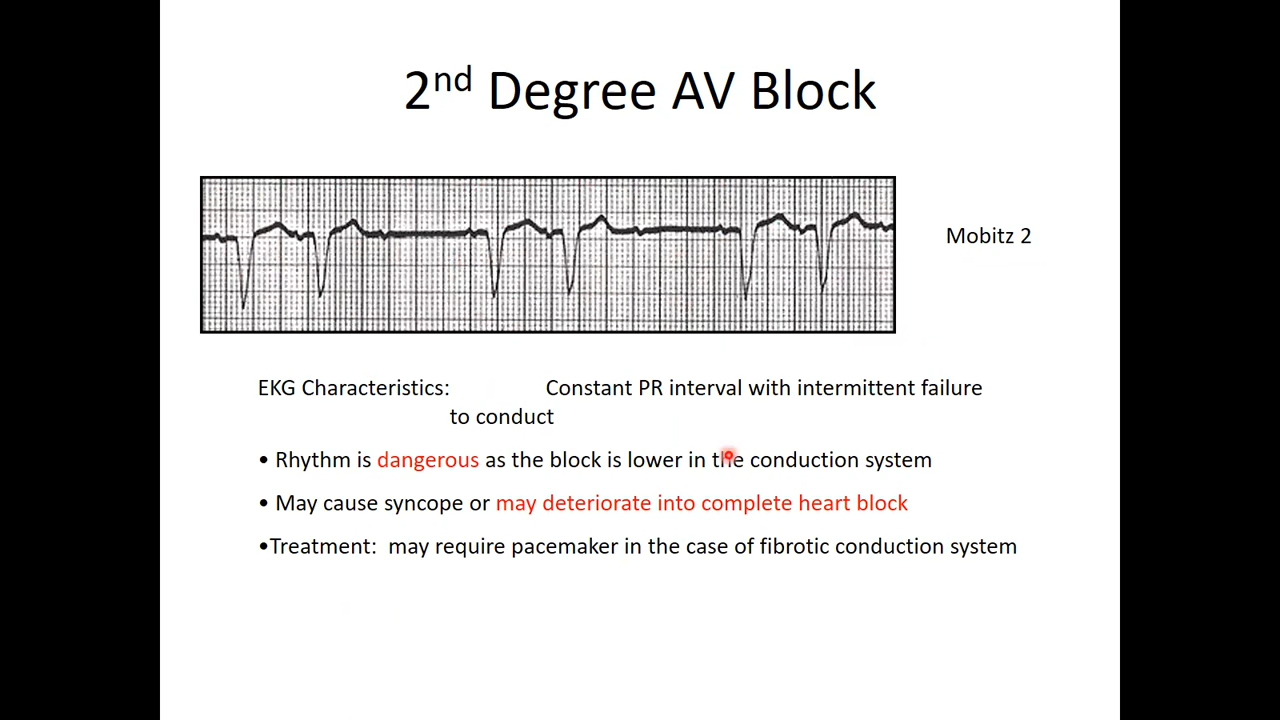 2nd Degree AV Block
Mobitz 2
EKG Characteristics: Constant PR interval with intermittent failure
to conduct
• Rhythm is dangerous as the block is lower in the conduction system
• May cause syncope or may deteriorate into complete heart block
•Treatment: may require pacemaker in the case of fibrotic conduction system